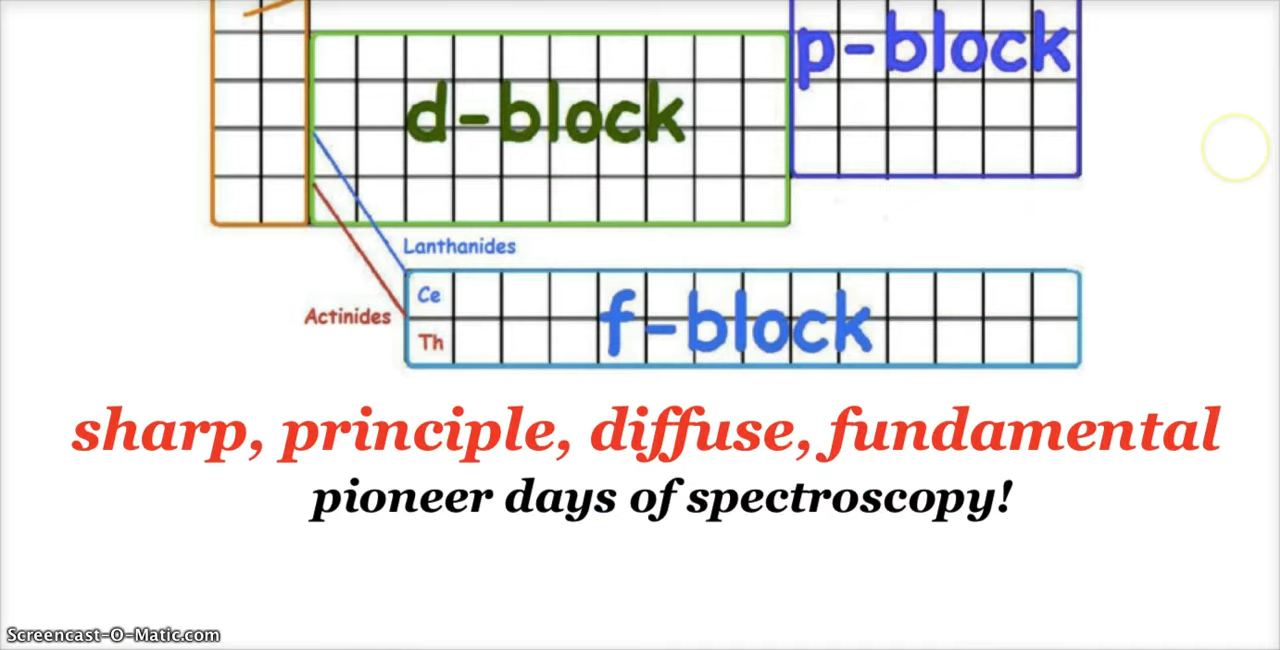 p-block
d-block
Lanthanides
Ce
Actinides
f-block
Th
sharp, principle, diffuse, fundamental
pioneer days of spectroscopy!
Screencast-O-Matic.com